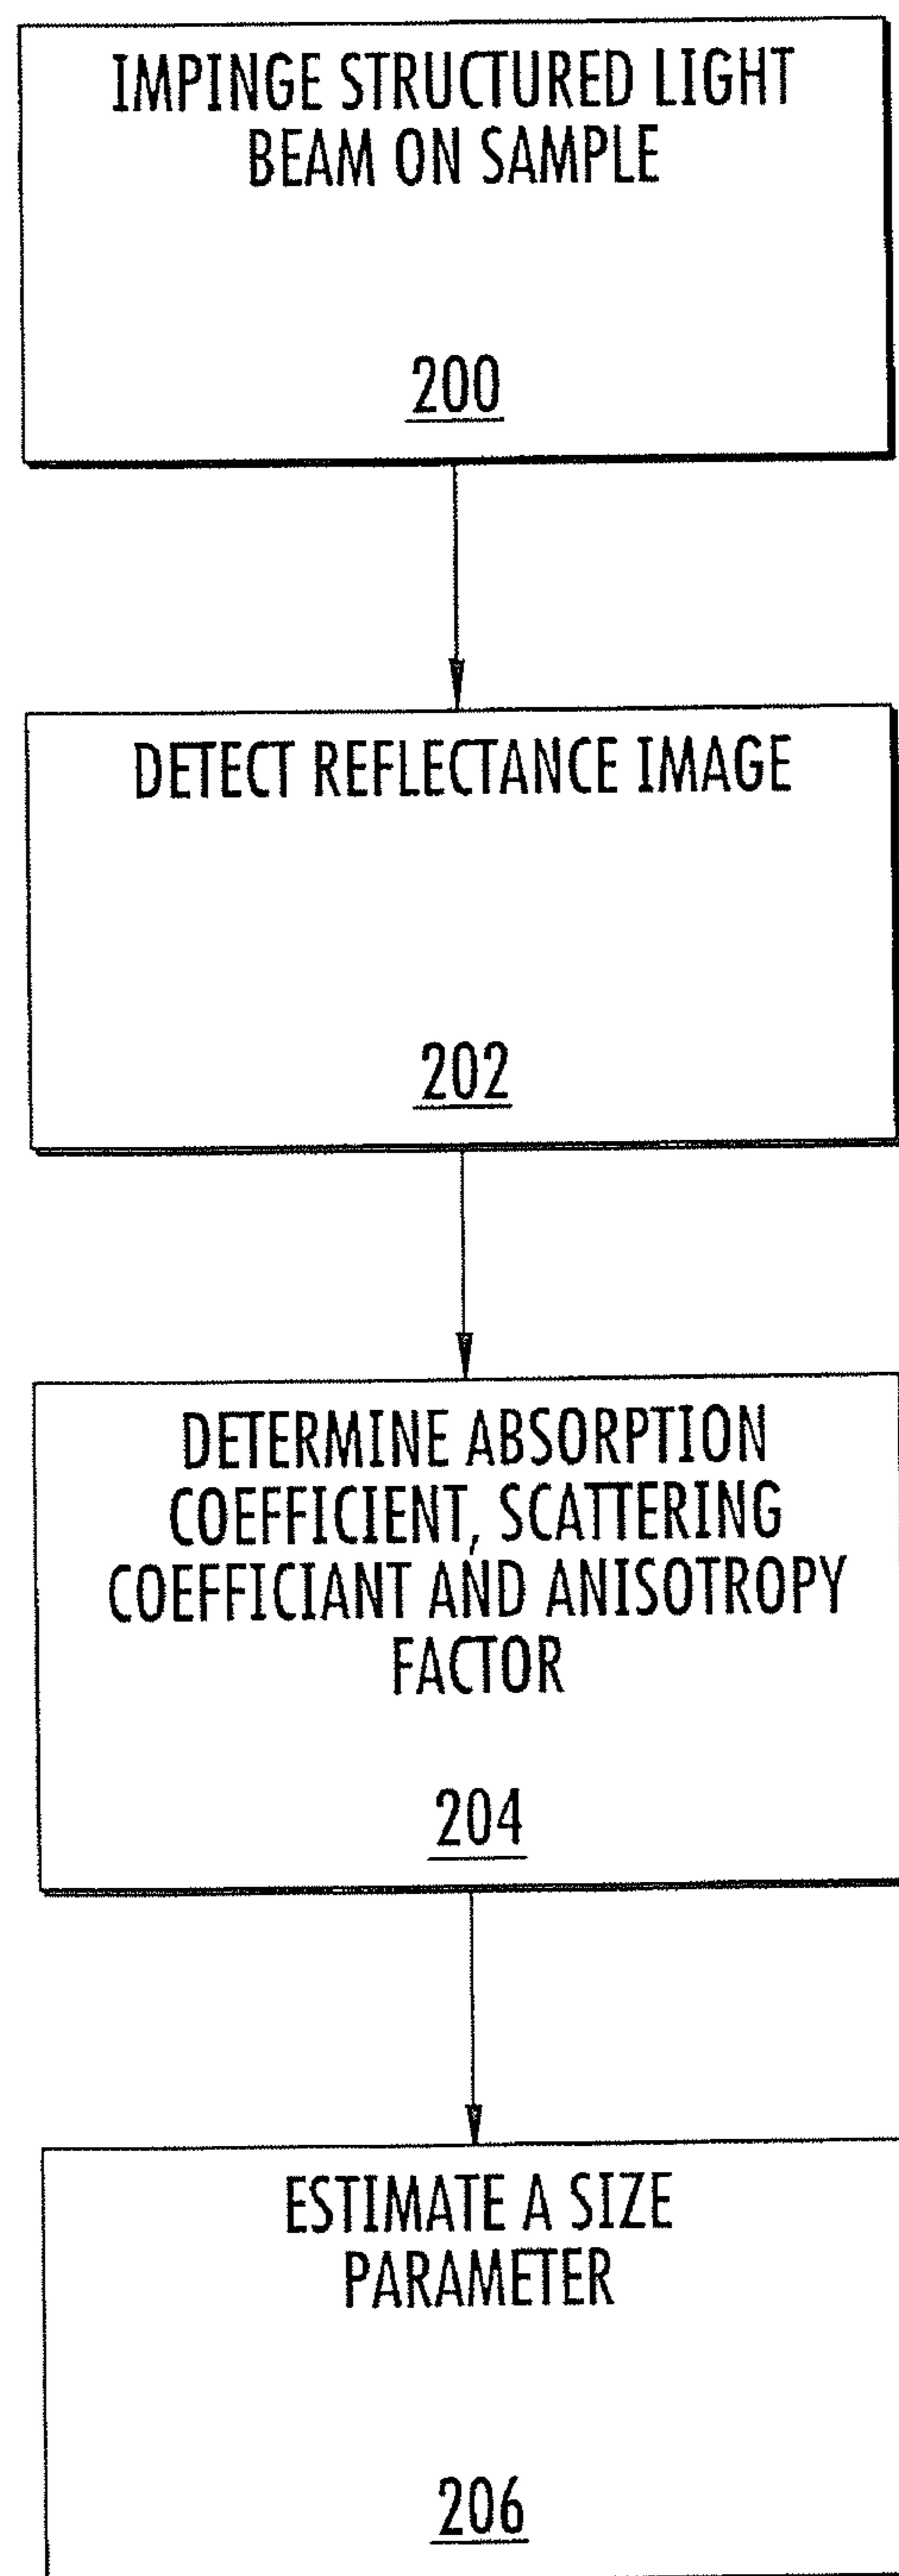 IMPINGE STRUCTURED LIGHT
BEAM ON SAMPLE
200
DETECT REFLECTANCE IMAGE
202
DETERMINE ABSORPTION
COEFFICIENT, SCATTERING
COEFFICIANT AND ANISOTROPY
FACTOR
204
ESTIMATE A SIZE
PARAMETER
206